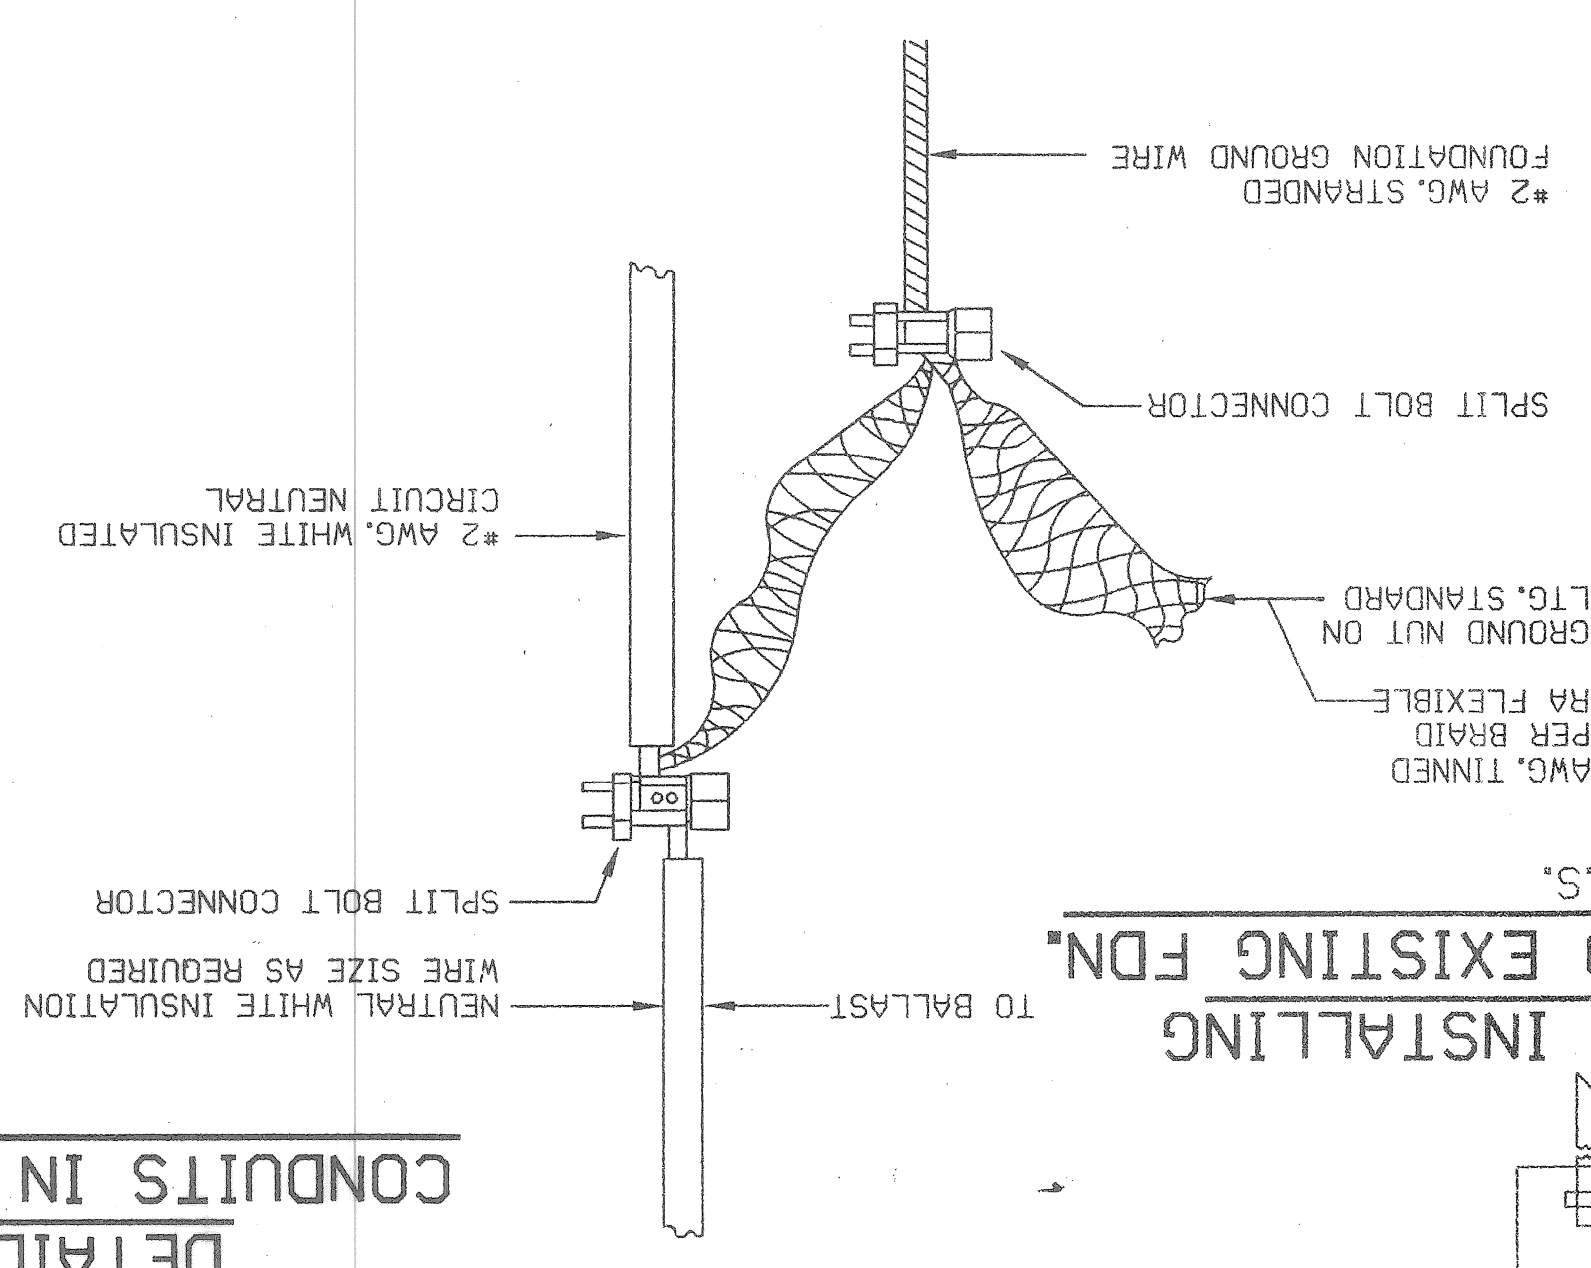 DETAIL
CONDUITS IN
INSTALLING
EXISTING FDN.
.S.
TO BALLAST
NEUTRAL WHITE INSULATION
WIRE SIZE AS REQUIRED
SPLIT BOLT CONNECTOR
AWG. TINNED
PER BRAID
RA FLEXIBLE
GROUND NUT ON
LTG. STANDARD
#2 AWG. WHITE INSULATED
CIRCUIT NEUTRAL
SPLIT BOLT CONNECTOR
#2 AWG. STRANDED
FOUNDATION GROUND WIRE